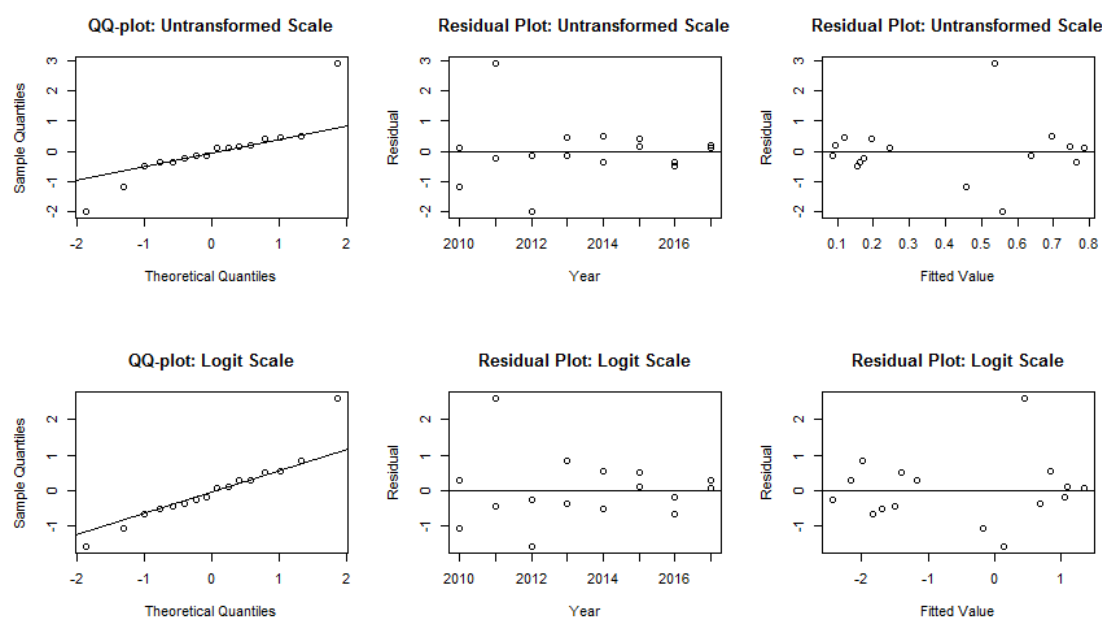 QQ-plot: Untransformed Scale
Sample Quantiles
3
2
1
0
-1
-2
-2 -1 0 1 2
Theoretical Quantiles
Residual Plot: Untransformed Scale
Residual
3
2
1
0
-1
-2
2010 2012 2014 2016
Year
Residual Plot: Untransformed Scale
Residual
3
2
1
0
-1
-2
0.1 0.2 0.3 0.4 0.5 0.6 0.7 0.8
Fitted Value
QQ-plot: Logit Scale
Sample Quantiles
2
1
0
-1
-2 -1 0 1 2
Theoretical Quantiles
Residual Plot: Logit Scale
Residual
2
1
0
-1
2010 2012 2014 2016
Year
Residual Plot: Logit Scale
Residual
2
1
0
-1
-2 -1 0 1
Fitted Value